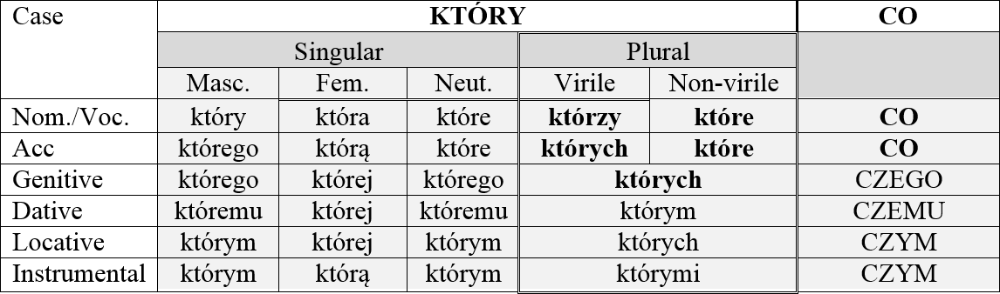 Case KTÓRY CO
Singular Plural
Masc. Fem. Neut. Virile Non-virile
Nom./Voc. który która które którzy które CO
Acc którego którą które których które CO
Genitive którego której którego których CZEGO
Dative któremu której któremu którym CZEMU
Locative którym której którym których CZYM
Instrumental którym którą którym którymi CZYM